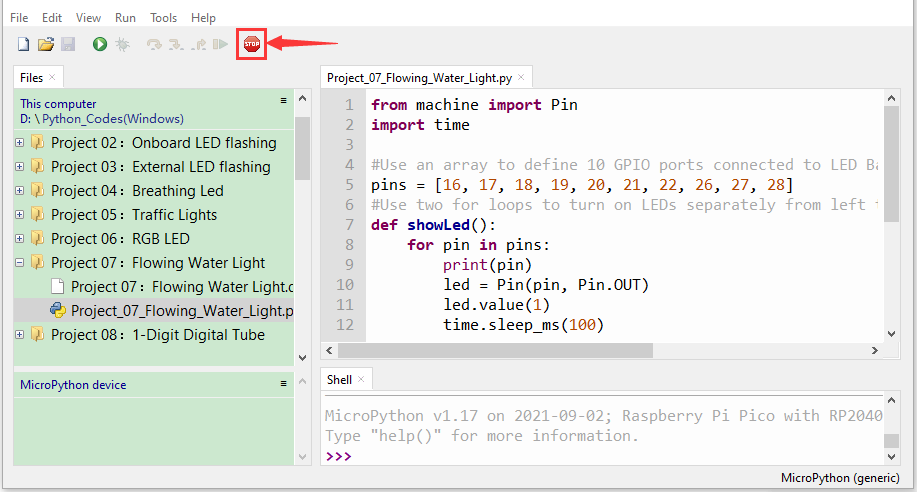 File Edit View Run Tools Help
STOP
Files
This computer
D: \Python_Codes(Windows)
Project 02：Onboard LED flashing
Project 03：External LED flashing
Project 04：Breathing Led
Project 05：Traffic Lights
Project 06：RGB LED
Project 07：Flowing Water Light
Project 07：Flowing Water Light.c
Project_07_Flowing_Water_Light.p
Project 08：1-Digit Digital Tube
MicroPython device
Project_07_Flowing_Water_Light.py
1 from machine import Pin
2 import time
3
4 #Use an array to define 10 GPIO ports connected to LED Ba
5 pins = [16, 17, 18, 19, 20, 21, 22, 26, 27, 28]
6 #Use two for loops to turn on LEDs separately from left t
7 def showLed():
8 for pin in pins:
9 print(pin)
10 led = Pin(pin, Pin.OUT)
11 led.value(1)
12 time.sleep_ms(100)
Shell
MicroPython v1.17 on 2021-09-02; Raspberry Pi Pico with RP2040
Type "help()" for more information.
>>>
MicroPython (generic)